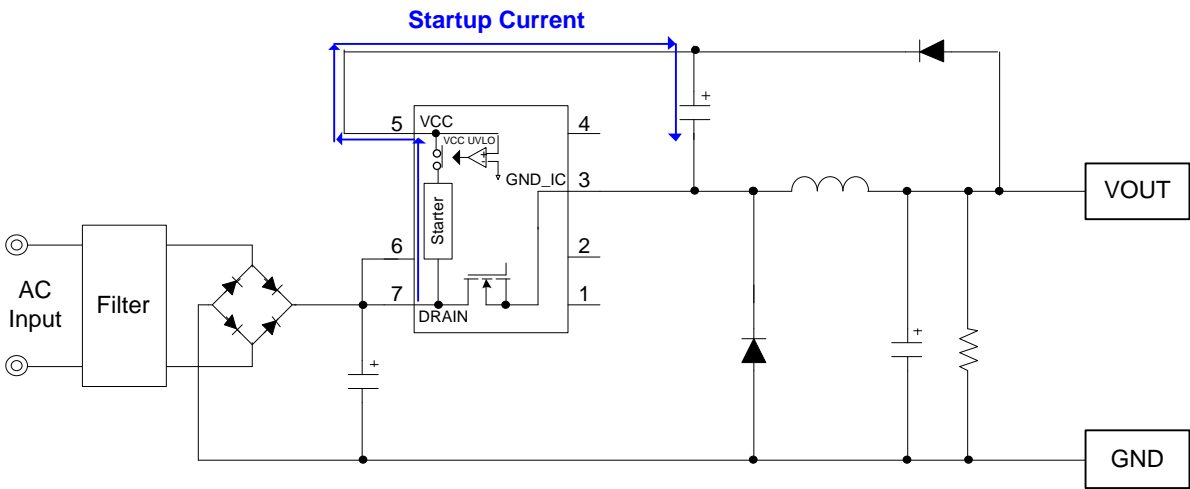 Startup Current
5
VCC
4
VCC UVLO
GND_IC
3
VOUT
Starter
6
2
AC
Input
Filter
7
1
DRAIN
GND
+
+
+
+
-